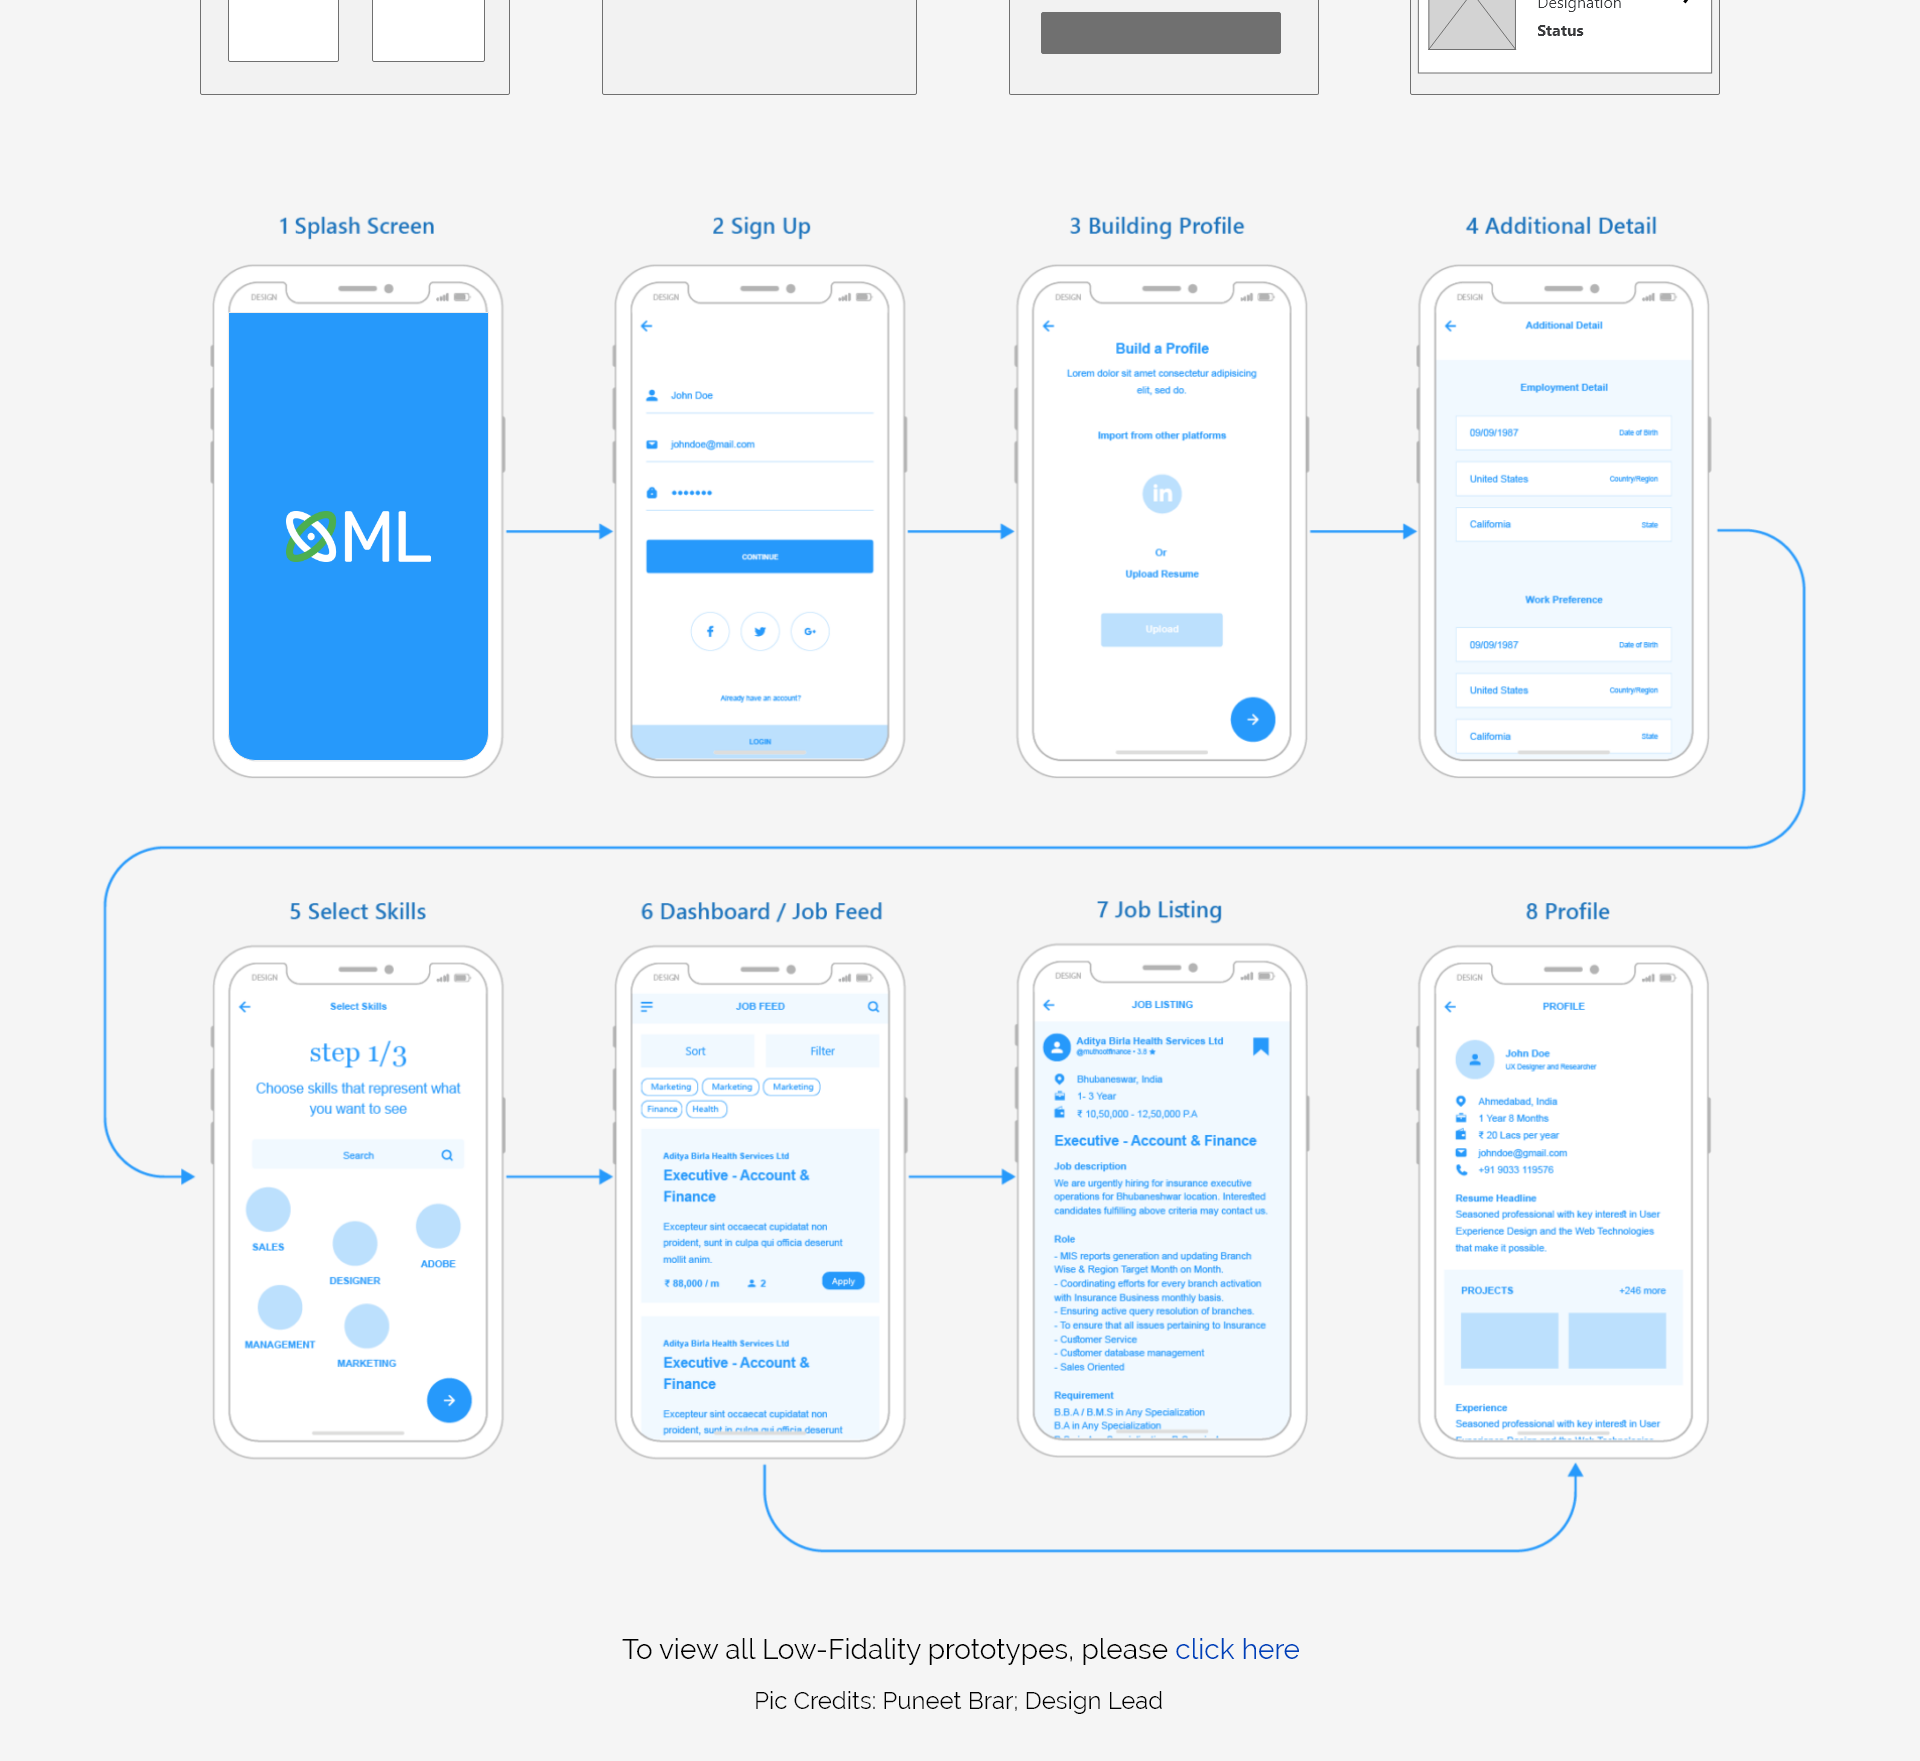 Designation
Status
1 Splash Screen
2 Sign Up
3 Building Profile
4 Additional Detail
DESIGN
ML
DESIGN
John Doe
johndoe@mail.com
CONTINUE
Already have an account?
LOGIN
DESIGN
Build a Profile
Lorem dolor sit amet consectetur adipisicing
elit, sed do.
Import from other platforms
in
Or
Upload Resume
Upload
DESIGN
Additional Detail
Employment Detail
09/09/1987 Date of Birth
United States Country/Region
California State
Work Preference
09/09/1987 Date of Birth
United States Country/Region
California State
5 Select Skills
6 Dashboard / Job Feed
7 Job Listing
8 Profile
DESIGN
Select Skills
step 1/3
Choose skills that represent what
you want to see
Search
SALES
DESIGNER
ADOBE
MANAGEMENT
MARKETING
DESIGN
JOB FEED
Sort Filter
Marketing Marketing Marketing
Finance Health
Aditya Birla Health Services Ltd
Executive - Account &
Finance
Excepteur sint occaecat cupidatat non
proident, sunt in culpa qui officia deserunt
mollit anim.
₹ 88,000 / m 2 Apply
Aditya Birla Health Services Ltd
Executive - Account &
Finance
Excepteur sint occaecat cupidatat non
proident, sunt in culpa qui officia deserunt
DESIGN
JOB LISTING
Aditya Birla Health Services Ltd
@muthootfinance • 3.8 ★
Bhubaneswar, India
1- 3 Year
₹ 10,50,000 - 12,50,000 P.A
Executive - Account & Finance
Job description
We are urgently hiring for insurance executive
operations for Bhubaneshwar location. Interested
candidates fulfilling above criteria may contact us.
Role
- MIS reports generation and updating Branch
Wise & Region Target Month on Month.
- Coordinating efforts for every branch activation
with Insurance Business monthly basis.
- Ensuring active query resolution of branches.
- To ensure that all issues pertaining to Insurance
- Customer Service
- Customer database management
- Sales Oriented
Requirement
B.B.A / B.M.S in Any Specialization
B.A in Any Specialization
DESIGN
PROFILE
John Doe
UX Designer and Researcher
Ahmedabad, India
1 Year 8 Months
₹ 20 Lacs per year
johndoe@gmail.com
+91 9033 119576
Resume Headline
Seasoned professional with key interest in User
Experience Design and the Web Technologies
that make it possible.
PROJECTS +246 more
Experience
Seasoned professional with key interest in User
Experience Design and the Web Technologies
To view all Low-Fidality prototypes, please click here
Pic Credits: Puneet Brar; Design Lead